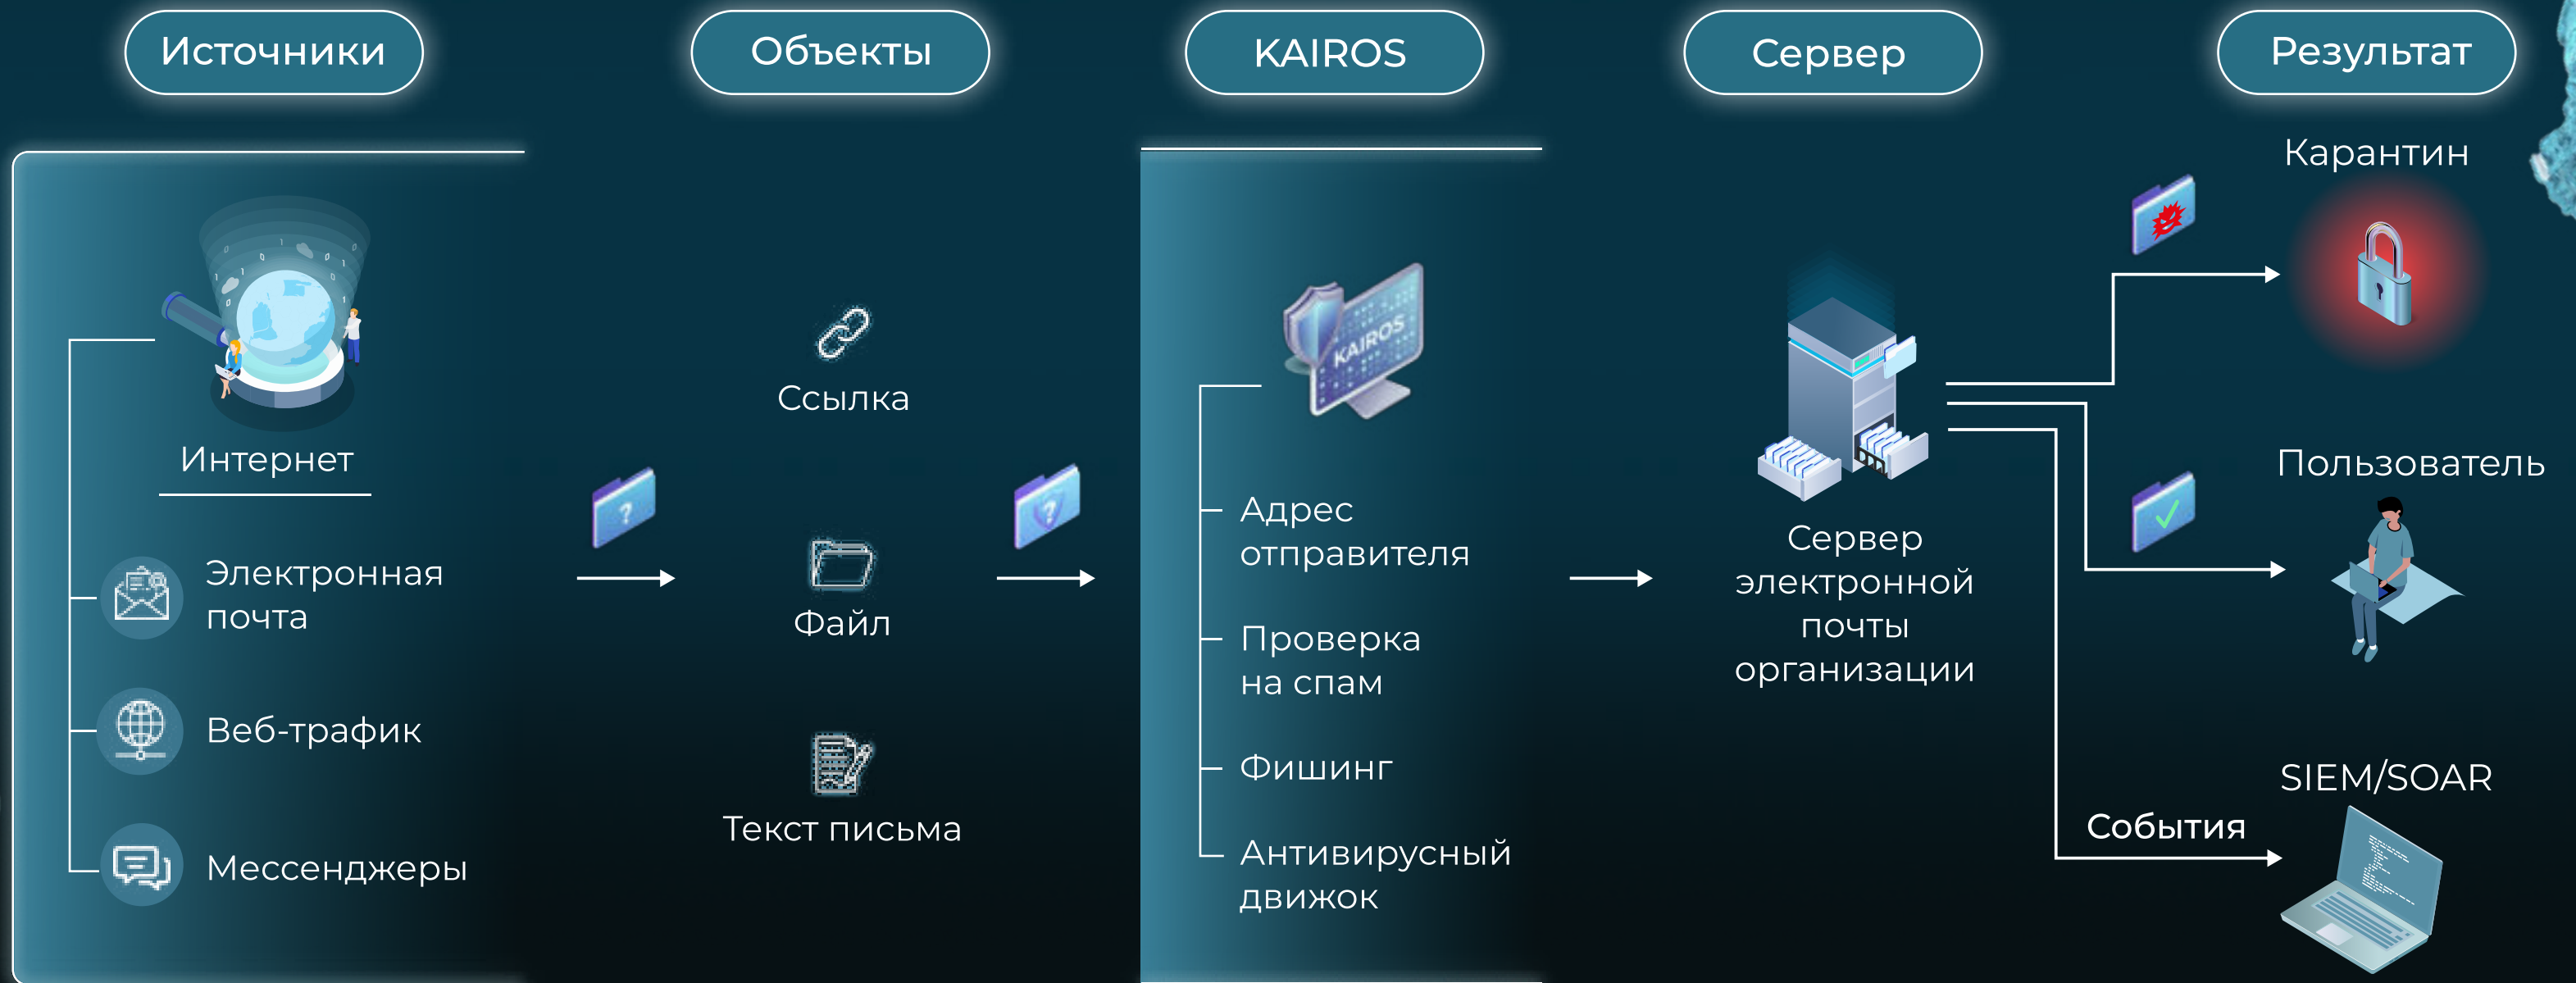 Источники
Объекты
KAIROS
Сервер
Результат
Интернет
Электронная
почта
Веб-трафик
Мессенджеры
Ссылка
Файл
Текст письма
KAIROS
Адрес
отправителя
Проверка
на спам
Фишинг
Антивирусный
движок
Сервер
электронной
почты
организации
Карантин
Пользователь
SIEM/SOAR
События